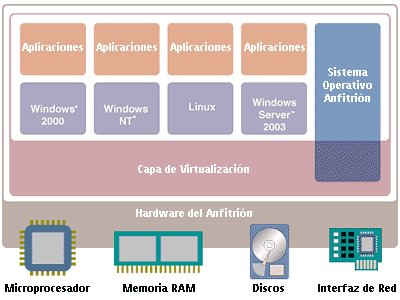 Aplicaciones
Aplicaciones
Aplicaciones
Aplicaciones
Sistema
Operativo
Anfitrión
Windows*
2000
Windows
NT*
Linux
Windows
Server™
2003
Capa de Virtualización
Hardware del Anfitrión
Microprocesador
Memoria RAM
Discos
Interfaz de Red